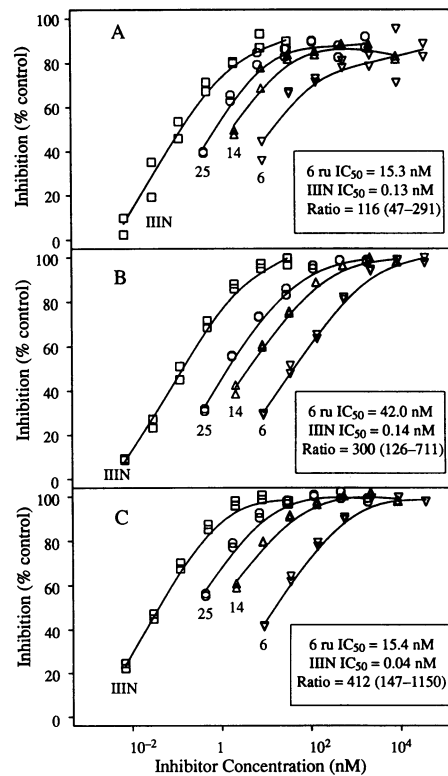 A
Inhibition (% control)
100
80
60
40
20
0
IIIN
25
14
6
6 ru IC50 = 15.3 nM
IIIN IC50 = 0.13 nM
Ratio = 116 (47–291)
B
Inhibition (% control)
100
80
60
40
20
0
IIIN
25
14
6
6 ru IC50 = 42.0 nM
IIIN IC50 = 0.14 nM
Ratio = 300 (126–711)
C
Inhibition (% control)
100
80
60
40
20
0
IIIN
25
14
6
6 ru IC50 = 15.4 nM
IIIN IC50 = 0.04 nM
Ratio = 412 (147–1150)
10−2 1 102 104
Inhibitor Concentration (nM)